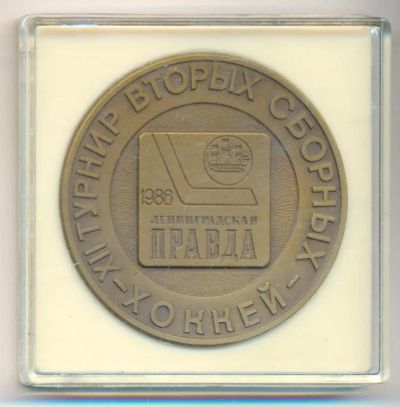 XII ТУРНИР ВТОРЫХ СБОРНЫХ
-ХОККЕЙ-
1986
ЛЕНИНГРАДСКАЯ
ПРАВДА